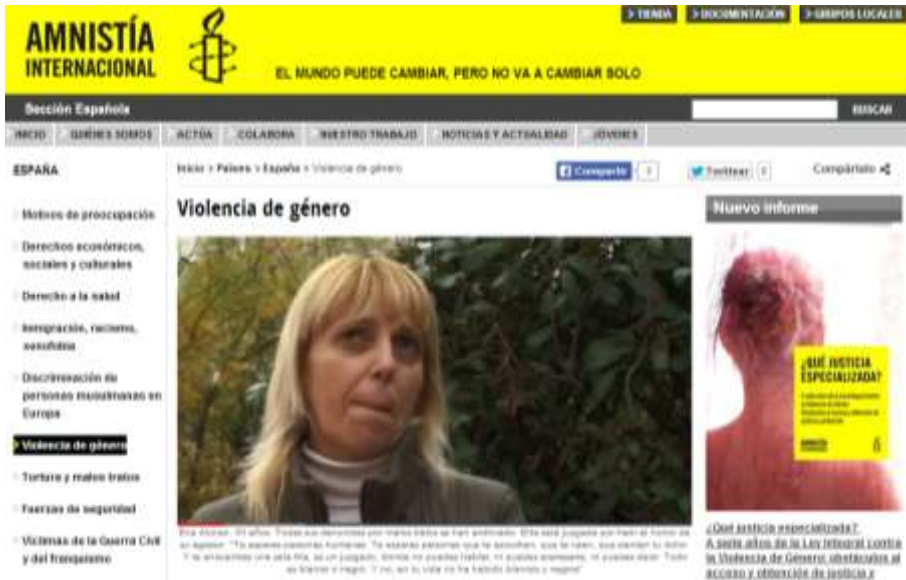 > TIENDA > DOCUMENTACIÓN > GRUPOS LOCALES
AMNISTÍA
INTERNACIONAL
EL MUNDO PUEDE CAMBIAR, PERO NO VA A CAMBIAR SOLO
Sección Española
BUSCAR
INICIO QUIÉNES SOMOS ACTÚA COLABORA NUESTRO TRABAJO NOTICIAS Y ACTUALIDAD JÓVENES
ESPAÑA
Motivos de preocupación
Derechos económicos,
sociales y culturales
Derecho a la salud
Inmigración, racismo,
xenofobia
Discriminación de
personas musulmanas en
Europa
Violencia de género
Tortura y malos tratos
Fuerzas de seguridad
Víctimas de la Guerra Civil
y del franquismo
Inicio > Países > España > Violencia de género
Compartir
Twittear 0
Compártelo
Violencia de género
Nuevo informe
¿QUÉ JUSTICIA
ESPECIALIZADA?
AMNISTÍA
¿Qué justicia especializada?
A siete años de la Ley Integral contra
la Violencia de Género: obstáculos al
acceso y obtención de justicia y